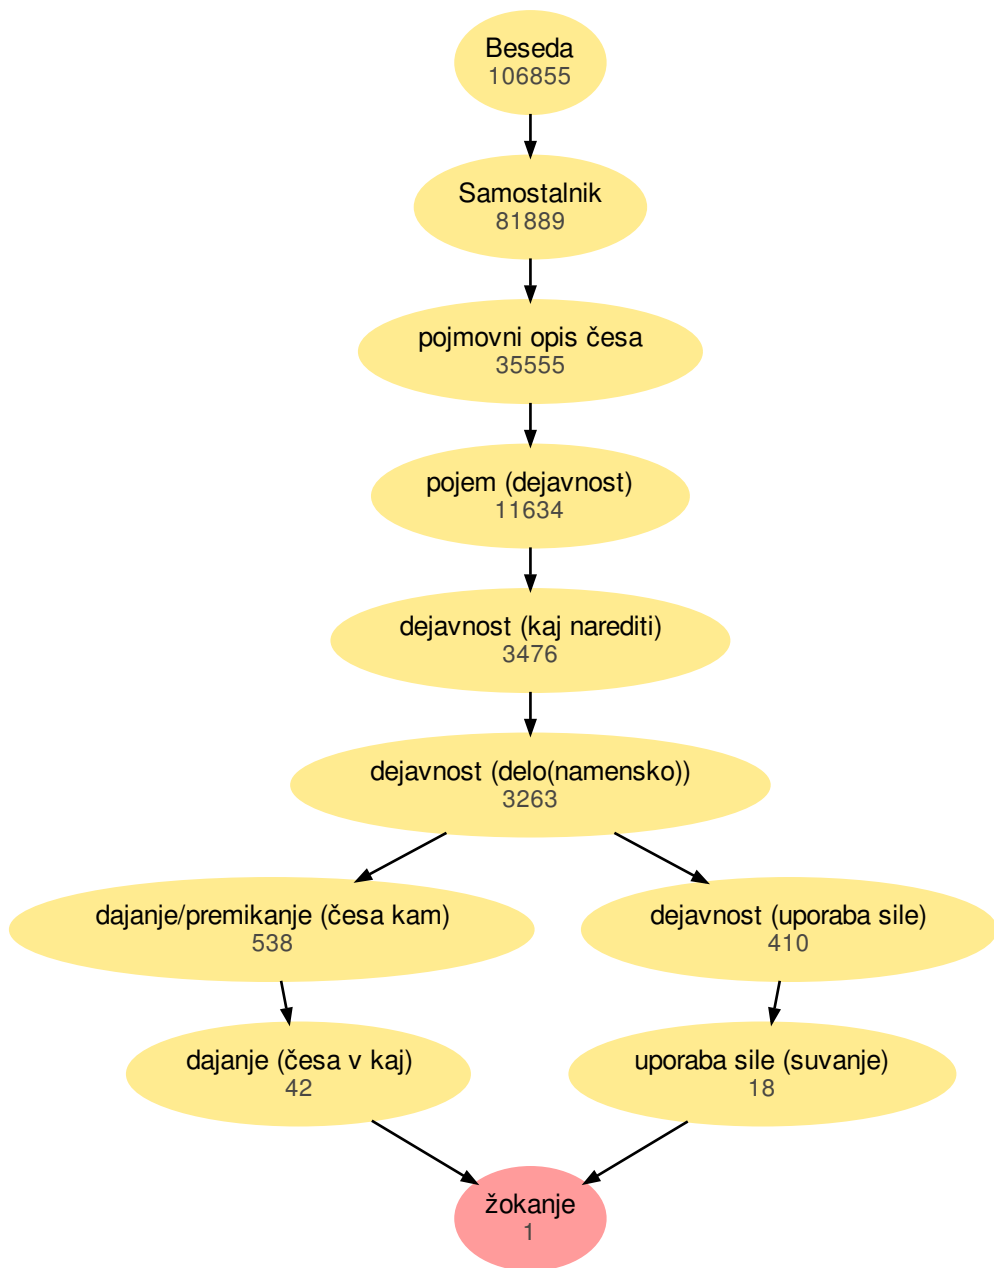 Beseda
106855
Samostalnik
81889
pojmovni opis česa
35555
pojem (dejavnost)
11634
dejavnost (kaj narediti)
3476
dejavnost (delo(namensko))
3263
dajanje/premikanje (česa kam)
538
dejavnost (uporaba sile)
410
dajanje (česa v kaj)
42
uporaba sile (suvanje)
18
žokanje
1